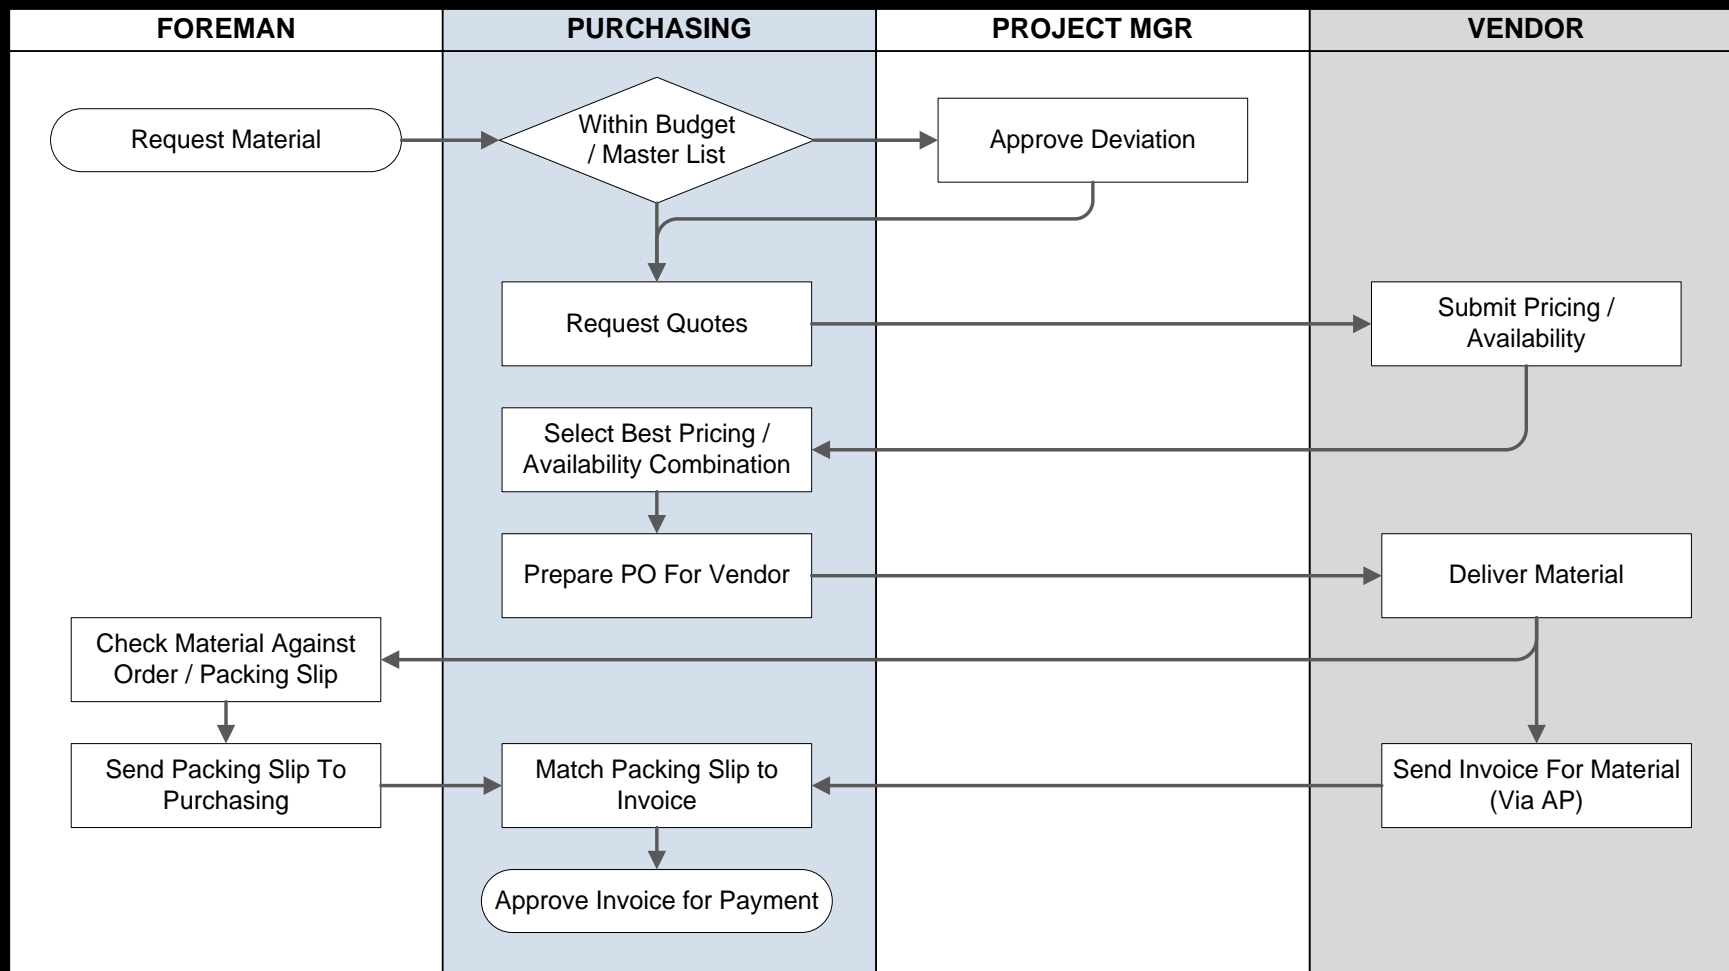 FOREMAN
PURCHASING
PROJECT MGR
VENDOR
Request Material
Within Budget
/ Master List
Approve Deviation
Request Quotes
Submit Pricing /
Availability
Select Best Pricing /
Availability Combination
Prepare PO For Vendor
Deliver Material
Check Material Against
Order / Packing Slip
Send Packing Slip To
Purchasing
Match Packing Slip to
Invoice
Send Invoice For Material
(Via AP)
Approve Invoice for Payment